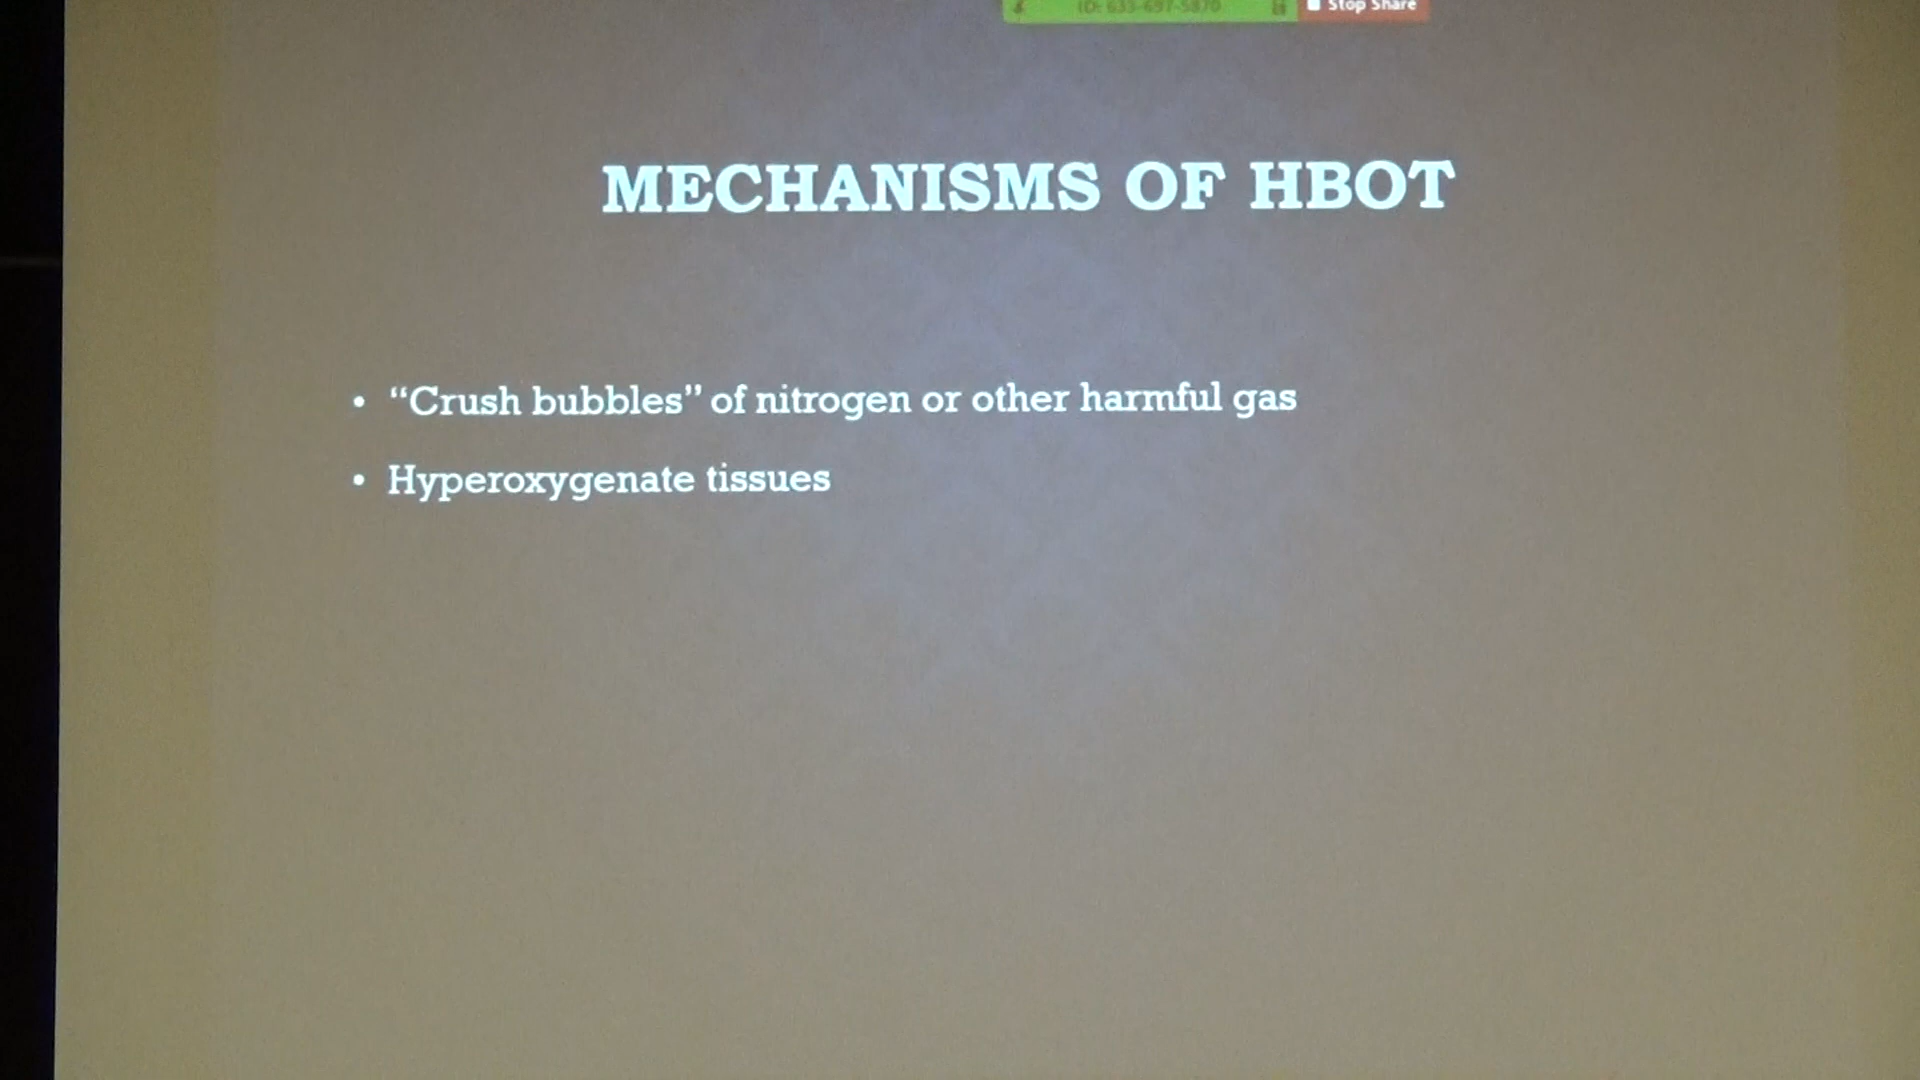 Stop Share
MECHANISMS OF HBOT
• “Crush bubbles” of nitrogen or other harmful gas
• Hyperoxygenate tissues